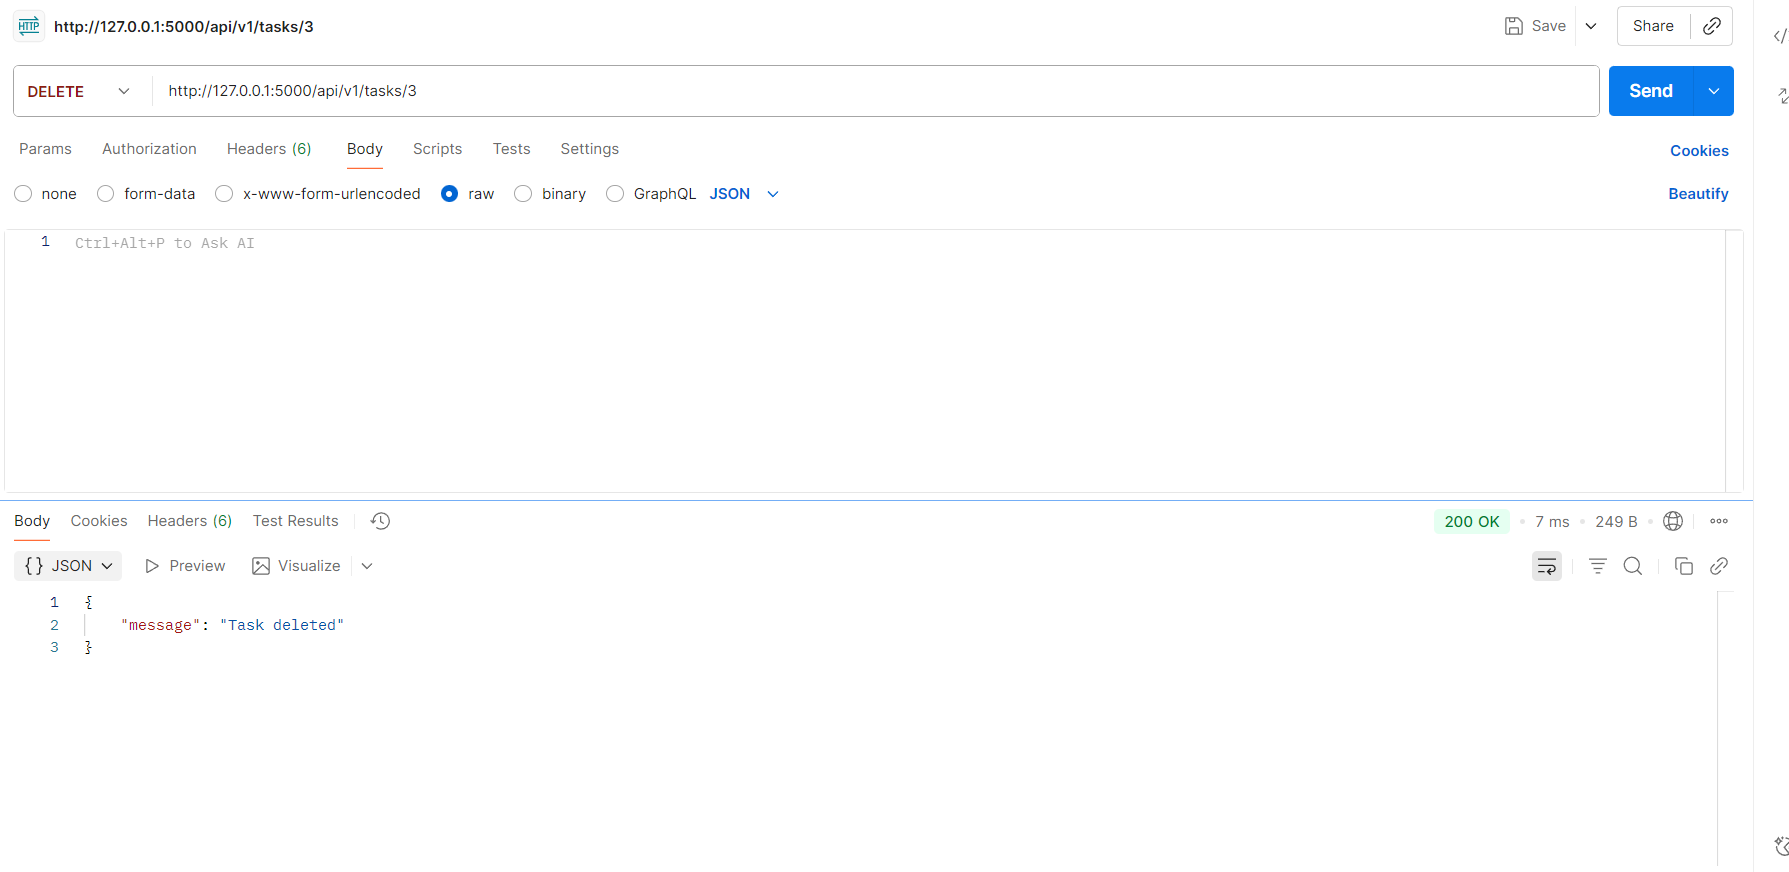 HTTP http://127.0.0.1:5000/api/v1/tasks/3 Save Share
DELETE http://127.0.0.1:5000/api/v1/tasks/3 Send
Params Authorization Headers (6) Body Scripts Tests Settings Cookies
none form-data x-www-form-urlencoded raw binary GraphQL JSON Beautify
1 Ctrl+Alt+P to Ask AI
Body Cookies Headers (6) Test Results 200 OK • 7 ms • 249 B •
{} JSON Preview Visualize
1 {
2 "message": "Task deleted"
3 }